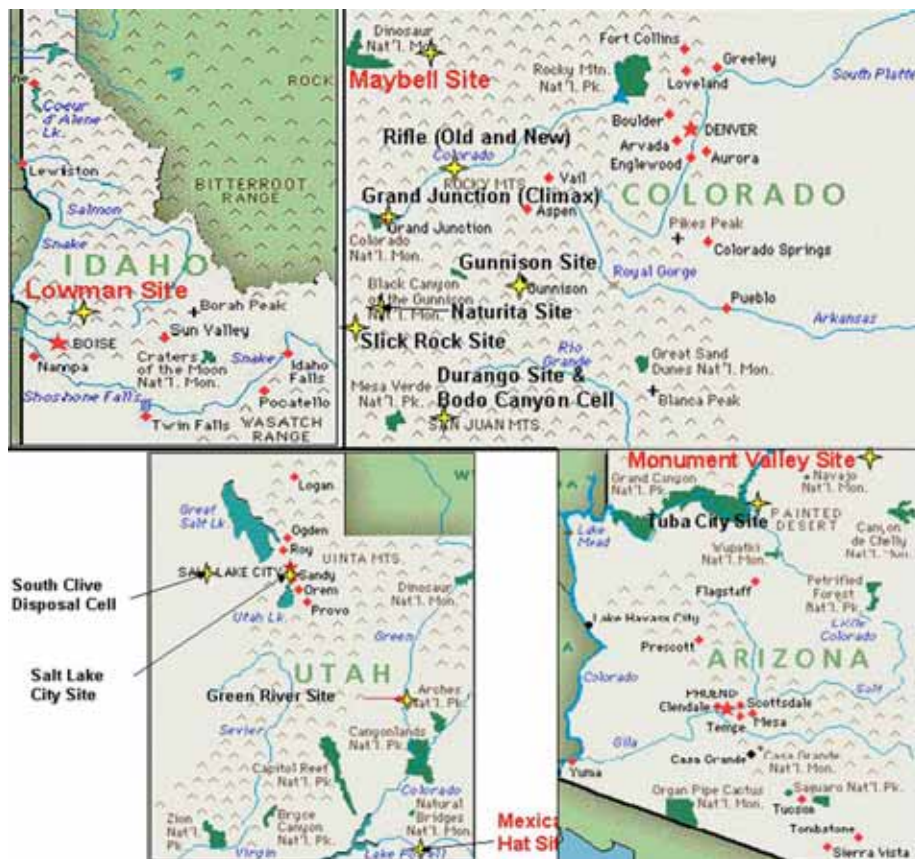 ROCK
Coeur
d'Alene
Lk.
Lewiston
BITTERROOT
RANGE
Salmon
Snake
IDAHO
Lowman Site
Borah Peak
Sun Valley
BOISE
Nampa
Craters
of the Moon
Nat'l. Mon.
Snake
Idaho
Falls
Shoshone Falls
Pocatello
Twin Falls
WASATCH
RANGE
Dinosaur
Nat'l. Mon.
Maybell Site
Fort Collins
Greeley
Rocky Mtn.
Nat'l. Pk.
Loveland
South Platte
Boulder
DENVER
Arvada
Englewood
Aurora
Rifle (Old and New)
Colorado
ROCKY MTS.
Vail
Aspen
COLORADO
Grand Junction (Climax)
Grand Junction
Colorado
Nat'l. Mon.
Pikes Peak
Colorado Springs
Gunnison Site
Gunnison
Black Canyon
of the Gunnison
Nat'l. Mon.
Naturita Site
Royal Gorge
Pueblo
Arkansas
Slick Rock Site
Rio
Grande
Great Sand
Dunes Nat'l. Mon.
Durango Site &
Bodo Canyon Cell
Mesa Verde
Nat'l. Pk.
Blanca Peak
SAN JUAN MTS.
Logan
Great
Salt Lk
Ogden
Roy
UINTA MTS.
SALT LAKE CITY
Sandy
Orem
Provo
Utah Lk.
Dinosaur
Nat'l. Mon.
South Clive
Disposal Cell
Green
Salt Lake
City Site
UTAH
Green River Site
Arches
Nat'l. Pk.
Sevier
Canyonlands
Nat'l. Pk.
Capitol Reef
Nat'l. Pk.
Colorado
Natural
Bridges
Nat'l. Mon.
Zion
Nat'l.
Pk.
Bryce
Canyon
Nat'l. Pk.
Virgin
Lake Powell
Mexica
Hat Sit
Monument Valley Site
Grand Canyon
Nat'l. Pk.
Navajo
Nat'l. Mon.
Lake
Mead
Tuba City Site
PAINTED
DESERT
Canyon
de Chelly
Nat'l. Mon.
Wupatki
Nat'l. Mon.
Flagstaff
Petrified
Forest
Nat'l. Pk.
Lake Havasu City
Little
Colorado
Prescott
ARIZONA
Colorado
Salt
Glendale
Scottsdale
Tempe
Mesa
Gila
Yuma
Casa Grande
Casa Grande
Nat'l. Mon.
Organ Pipe Cactus
Nat'l. Mon.
Saguaro Nat'l. Pk.
Tucson
Tombstone
Sierra Vista